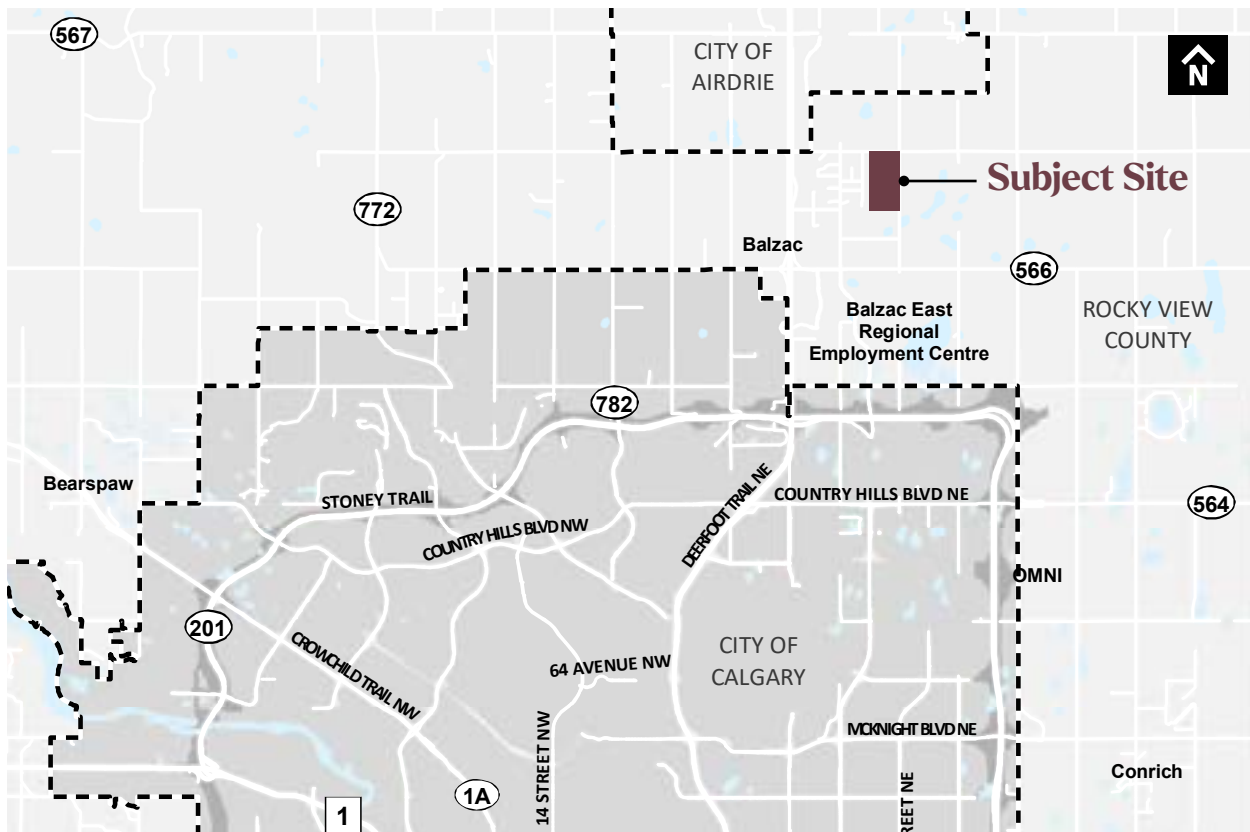 567
CITY OF
AIRDRIE
N
Subject Site
772
Balzac
566
ROCKY VIEW
COUNTY
Balzac East
Regional
Employment Centre
782
Bearspaw
STONEY TRAIL
COUNTRY HILLS BLVD NE
564
COUNTRY HILLS BLVD NW
DEERFOOT TRAIL NE
OMNI
201
CROWCHILD TRAIL NW
64 AVENUE NW
CITY OF
CALGARY
14 STREET NW
MCKNIGHT BLVD NE
Conrich
1A
1
REET NE